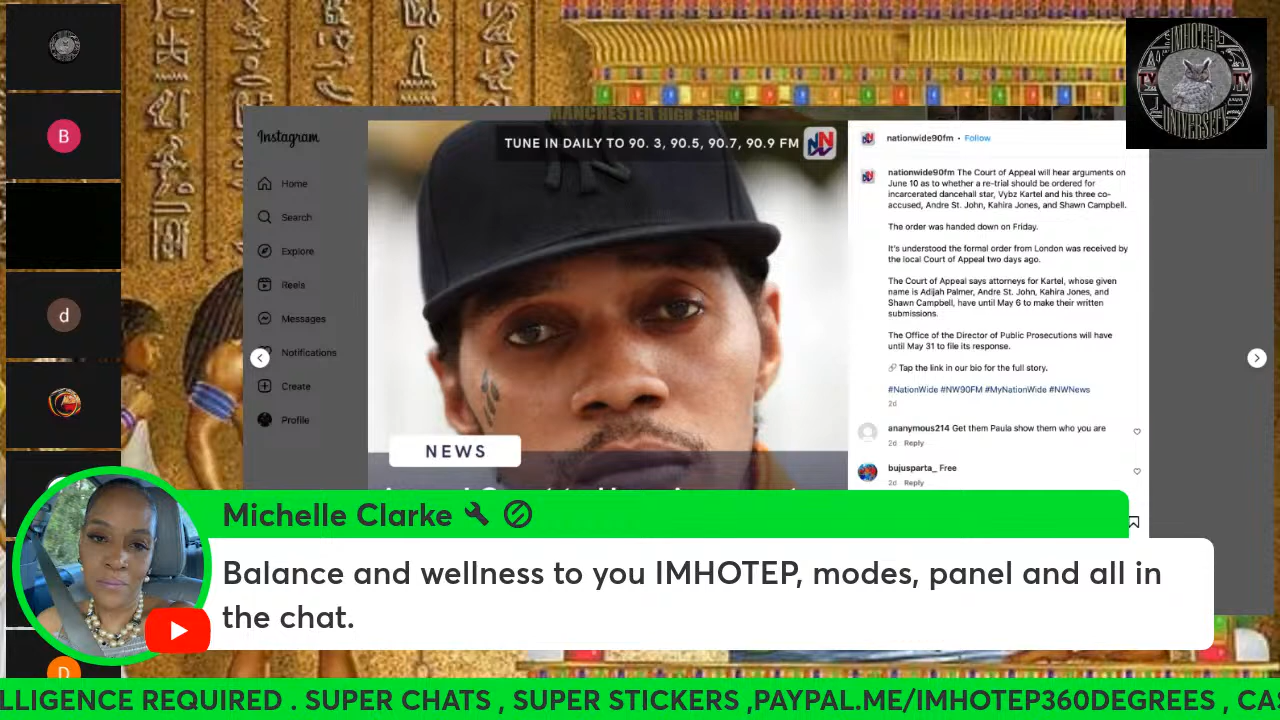 IMHOTEP
TV TV
UNIVERSITY
MANCHESTER HIGH School
B
d
D
Instagram
Home
Search
Explore
Reels
Messages
Notifications
Create
Profile
TUNE IN DAILY TO 90. 3, 90.5, 90.7, 90.9 FM
NEWS
nationwide90fm • Follow
nationwide90fm The Court of Appeal will hear arguments on
June 10 as to whether a re-trial should be ordered for
incarcerated dancehall star, Vybz Kartel and his three co-
accused, Andre St. John, Kahira Jones, and Shawn Campbell.
The order was handed down on Friday.
It's understood the formal order from London was received by
the local Court of Appeal two days ago.
The Court of Appeal says attorneys for Kartel, whose given
name is Adijah Palmer, Andre St. John, Kahira Jones, and
Shawn Campbell, have until May 6 to make their written
submissions.
The Office of the Director of Public Prosecutions will have
until May 31 to file its response.
🔗 Tap the link in our bio for the full story.
#NationWide #NW90FM #MyNationWide #NWNews
2d
ananymous214 Get them Paula show them who you are
2d Reply
bujusparta_ Free
2d Reply
Michelle Clarke
Balance and wellness to you IMHOTEP, modes, panel and all in
the chat.
LLIGENCE REQUIRED . SUPER CHATS , SUPER STICKERS ,PAYPAL.ME/IMHOTEP360DEGREES , CAS